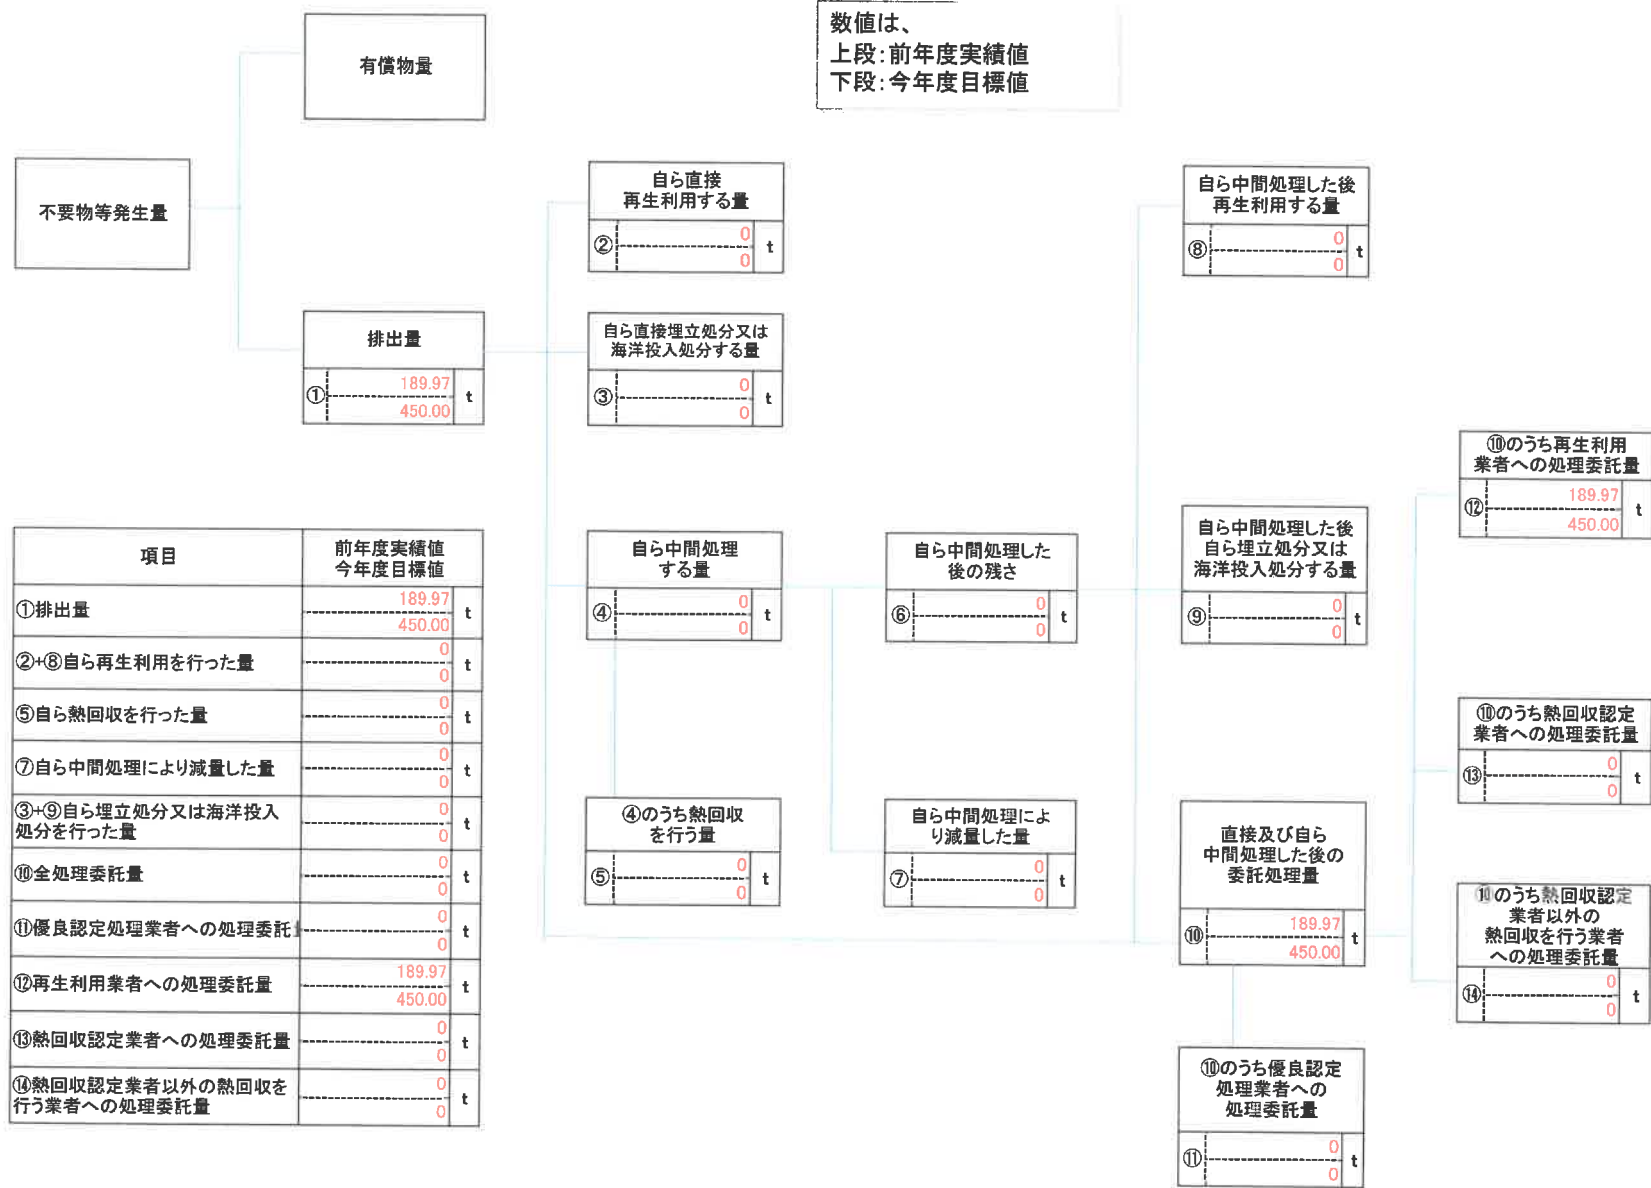 数値は、
上段:前年度実績値
下段:今年度目標値
有償物量
不要物等発生量
排出量
① 189.97 t
450.00
自ら直接
再生利用する量
② 0 t
0
自ら直接埋立処分又は
海洋投入処分する量
③ 0 t
0
自ら中間処理
する量
④ 0 t
0
④のうち熱回収
を行う量
⑤ 0 t
0
自ら中間処理した
後の残さ
⑥ 0 t
0
自ら中間処理によ
り減量した量
⑦ 0 t
0
自ら中間処理した後
再生利用する量
⑧ 0 t
0
自ら中間処理した後
自ら埋立処分又は
海洋投入処分する量
⑨ 0 t
0
直接及び自ら
中間処理した後の
委託処理量
⑩ 189.97 t
450.00
⑩のうち優良認定
処理業者への
処理委託量
⑪ 0 t
0
⑩のうち再生利用
業者への処理委託量
⑫ 189.97 t
450.00
⑩のうち熱回収認定
業者への処理委託量
⑬ 0 t
0
⑩のうち熱回収認定
業者以外の
熱回収を行う業者
への処理委託量
⑭ 0 t
0
項目 前年度実績値
今年度目標値
①排出量 189.97 t
450.00
②+⑧自ら再生利用を行った量 0 t
0
⑤自ら熱回収を行った量 0 t
0
⑦自ら中間処理により減量した量 0 t
0
③+⑨自ら埋立処分又は海洋投入
処分を行った量 0 t
0
⑩全処理委託量 0 t
0
⑪優良認定処理業者への処理委託 0 t
0
⑫再生利用業者への処理委託量 189.97 t
450.00
⑬熱回収認定業者への処理委託量 0 t
0
⑭熱回収認定業者以外の熱回収を
行う業者への処理委託量 0 t
0